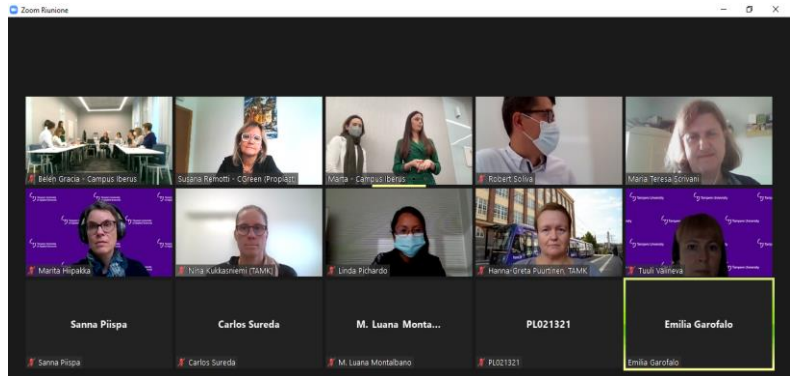 Zoom Riunione
Belén Gracia - Campus Iberus
Susana Remotti - CGreen (Proplast)
Marta - Campus Iberus
Robert Soliva
Maria Teresa Scrivani
Marita Hiipakka
Nina Kukkasniemi (TAMK)
Linda Pichardo
Hanna-Greta Puurtinen, TAMK
Tuuli Välineva
Sanna Piispa
Carlos Sureda
M. Luana Monta...
PL021321
Emilia Garofalo
Sanna Piispa
Carlos Sureda
M. Luana Montalbano
PL021321
Emilia Garofalo